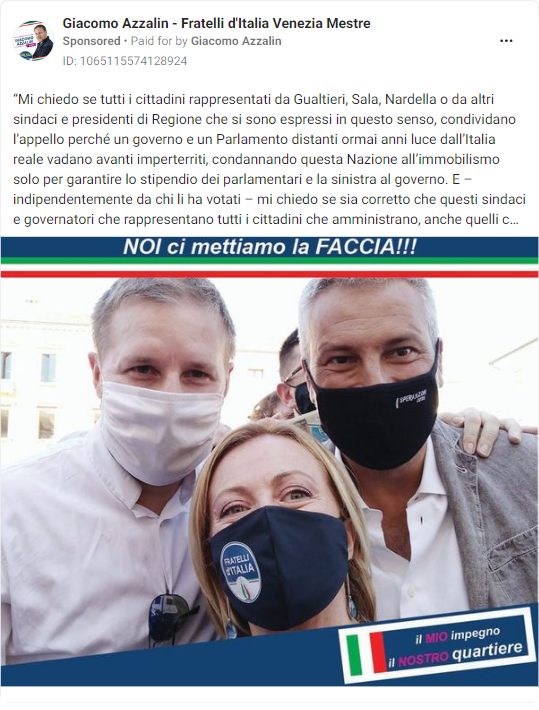 Giacomo Azzalin - Fratelli d'Italia Venezia Mestre
Sponsored • Paid for by Giacomo Azzalin
ID: 1065115574128924
“Mi chiedo se tutti i cittadini rappresentati da Gualtieri, Sala, Nardella o da altri
sindaci e presidenti di Regione che si sono espressi in questo senso, condividano
l’appello perché un governo e un Parlamento distanti ormai anni luce dall’Italia
reale vadano avanti imperterriti, condannando questa Nazione all’immobilismo
solo per garantire lo stipendio dei parlamentari e la sinistra al governo. E –
indipendentemente da chi li ha votati – mi chiedo se sia corretto che questi sindaci
e governatori che rappresentano tutti i cittadini che amministrano, anche quelli c...
NOI ci mettiamo la FACCIA!!!
FRATELLI
d'ITALIA
il MIO impegno
il NOSTRO quartiere